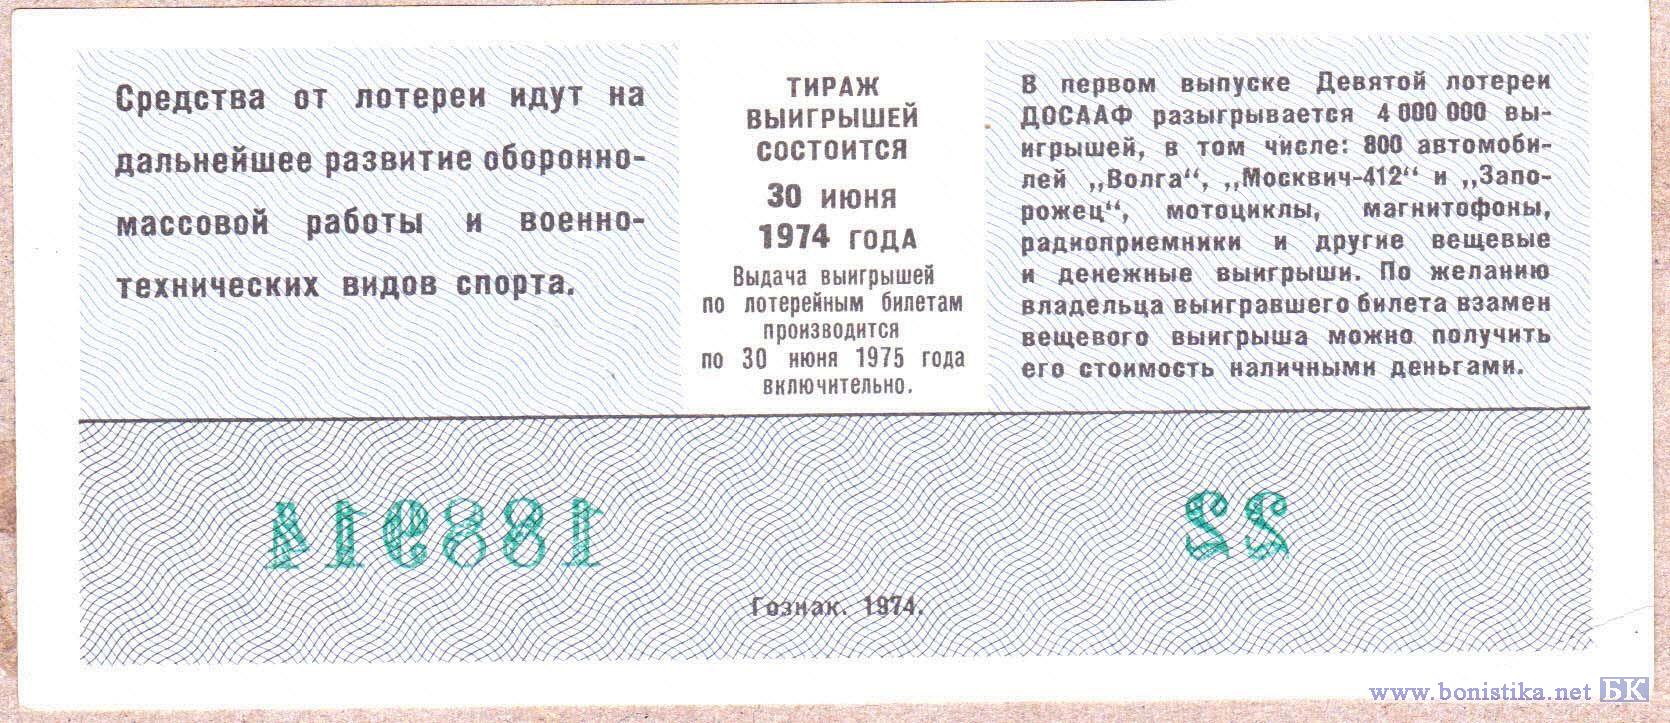 Средства от лотереи идут на
дальнейшее развитие оборонно-
массовой работы и военно-
технических видов спорта.
ТИРАЖ
ВЫИГРЫШЕЙ
СОСТОИТСЯ
30 ИЮНЯ
1974 ГОДА
Выдача выигрышей
по лотерейным билетам
производится
по 30 июня 1975 года
включительно.
В первом выпуске Девятой лотереи
ДОСААФ разыгрывается 4 000 000 вы-
игрышей, в том числе: 800 автомоби-
лей „Волга“, „Москвич-412“ и „Запо-
рожец“, мотоциклы, магнитофоны,
радиоприемники и другие вещевые
и денежные выигрыши. По желанию
владельца выигравшего билета взамен
вещевого выигрыша можно получить
его стоимость наличными деньгами.
188914
22
Гознак. 1974.
www.bonistika.net БК